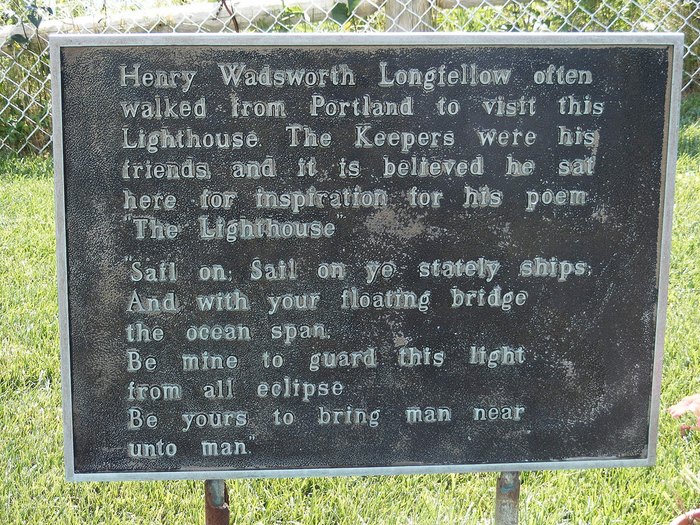 Henry Wadsworth Longfellow often
walked from Portland to visit this
Lighthouse. The Keepers were his
friends and it is believed he sat
here for inspiration for his poem
"The Lighthouse"
"Sail on; Sail on ye stately ships;
And with your floating bridge
the ocean span.
Be mine to guard this light
from all eclipse
Be yours to bring man near
unto man."